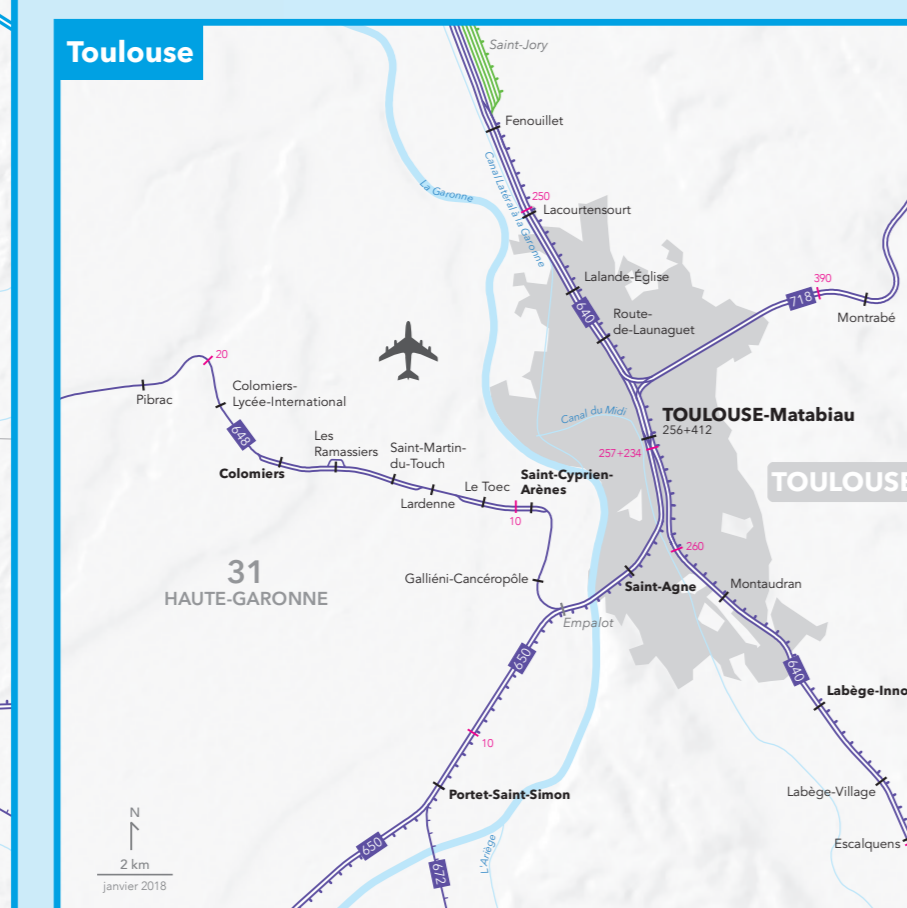 Toulouse
Saint-Jory
Fenouillet
Canal Latéral à la Garonne
La Garonne
250
Lacourtensourt
Lalande-Église
640
Route-
de-Launaguet
390
718
Montrabé
20
Pibrac
Colomiers-
Lycée-International
648
Colomiers
Les
Ramassiers
Saint-Martin-
du-Touch
Lardenne
Le Toec
10
Saint-Cyprien-
Arènes
Canal du Midi
TOULOUSE-Matabiau
256+412
257+234
TOULOUSE
260
31
HAUTE-GARONNE
Galliéni-Cancéropôle
Saint-Agne
Montaudran
Empalot
650
640
Labège-Inno
10
Portet-Saint-Simon
Labège-Village
Escalquens
650
672
L'Ariège
N
2 km
janvier 2018